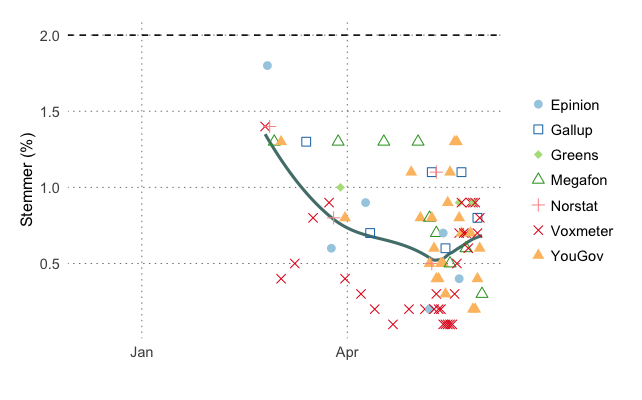 2.0
1.5
1.0
0.5
Stemmer (%)
Jan
Apr
Epinion
Gallup
Greens
Megafon
Norstat
Voxmeter
YouGov